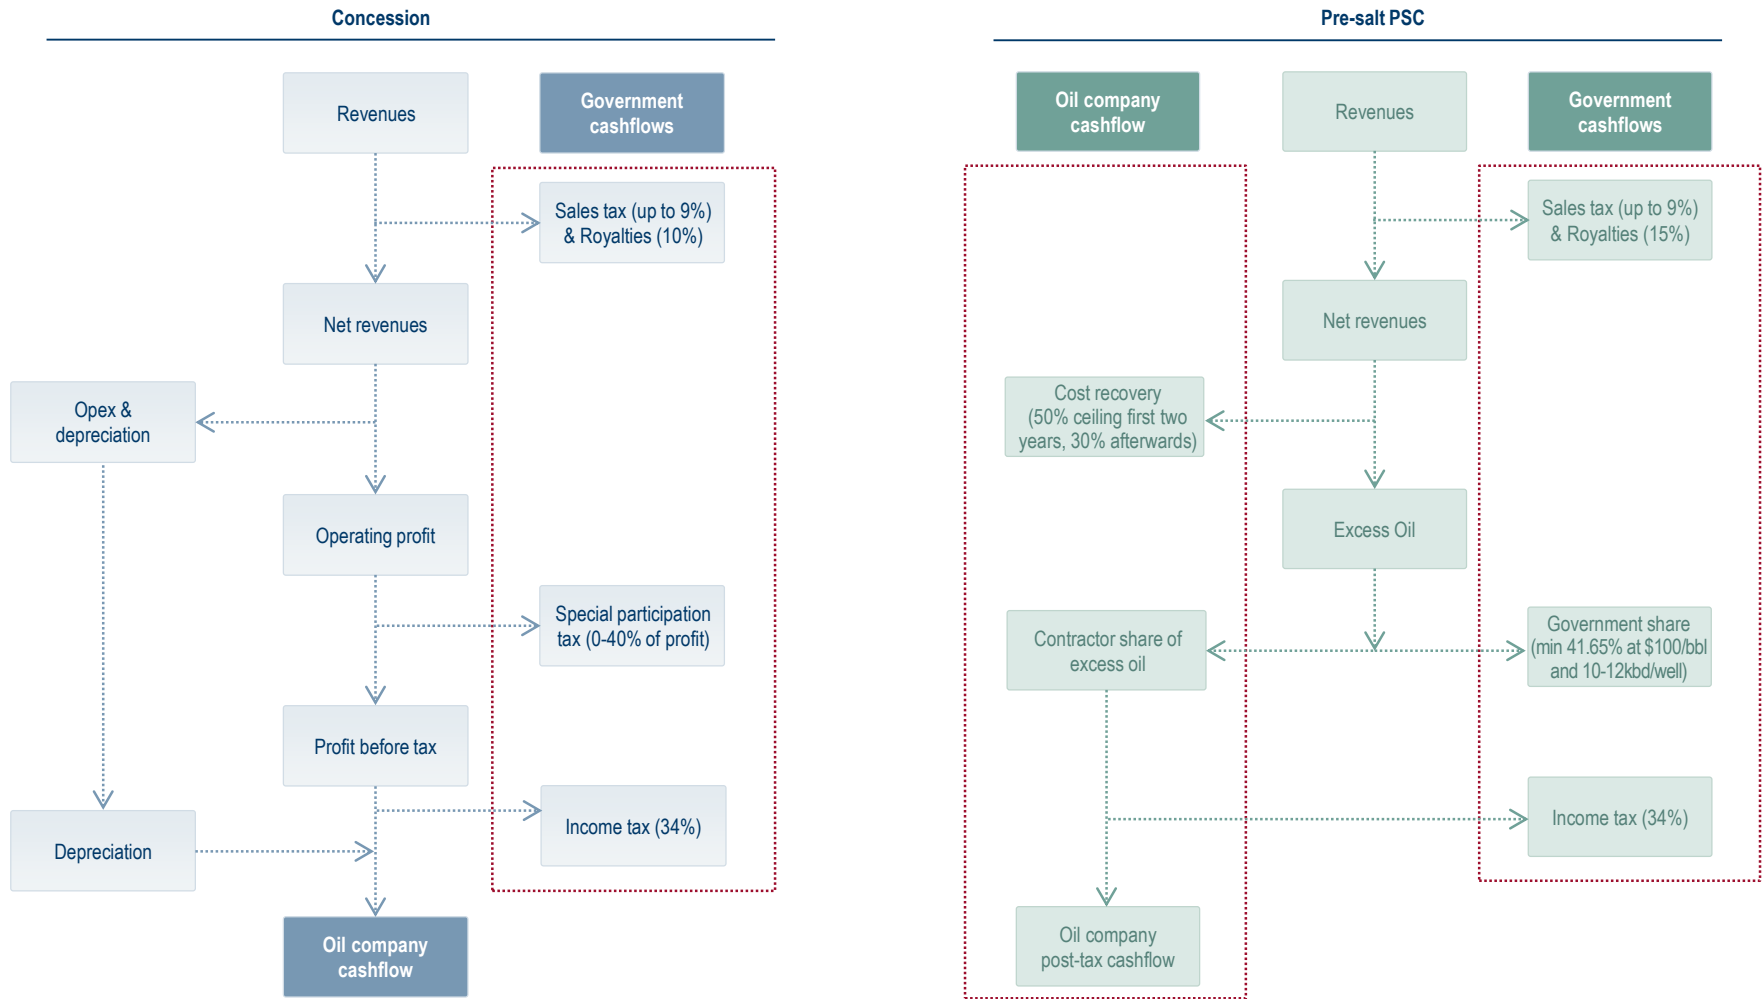 Concession
Revenues
Government
cashflows
Sales tax (up to 9%)
& Royalties (10%)
Net revenues
Opex &
depreciation
Operating profit
Special participation
tax (0-40% of profit)
Profit before tax
Income tax (34%)
Depreciation
Oil company
cashflow
Pre-salt PSC
Oil company
cashflow
Revenues
Government
cashflows
Sales tax (up to 9%)
& Royalties (15%)
Net revenues
Cost recovery
(50% ceiling first two
years, 30% afterwards)
Excess Oil
Contractor share of
excess oil
Government share
(min 41.65% at $100/bbl
and 10-12kbd/well)
Income tax (34%)
Oil company
post-tax cashflow